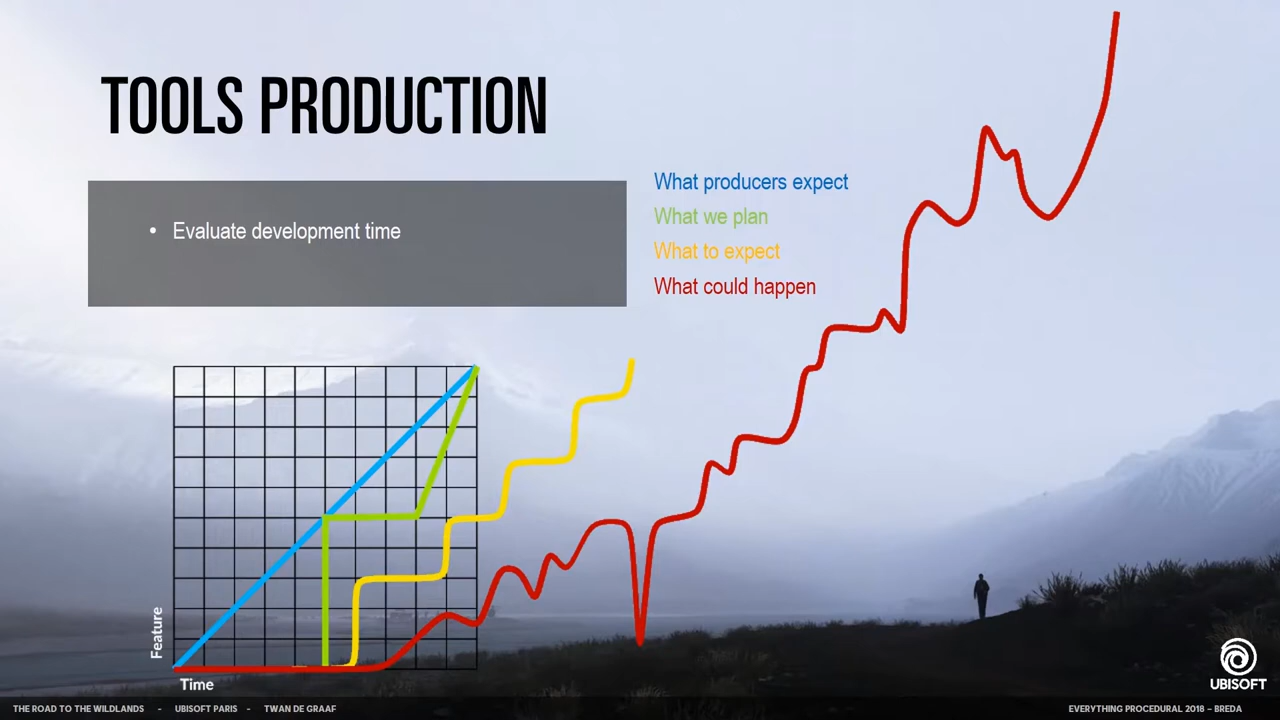 TOOLS PRODUCTION
• Evaluate development time
What producers expect
What we plan
What to expect
What could happen
Feature
Time
UBISOFT
THE ROAD TO THE WILDLANDS - UBISOFT PARIS - TWAN DE GRAAF
EVERYTHING PROCEDURAL 2018 – BREDA